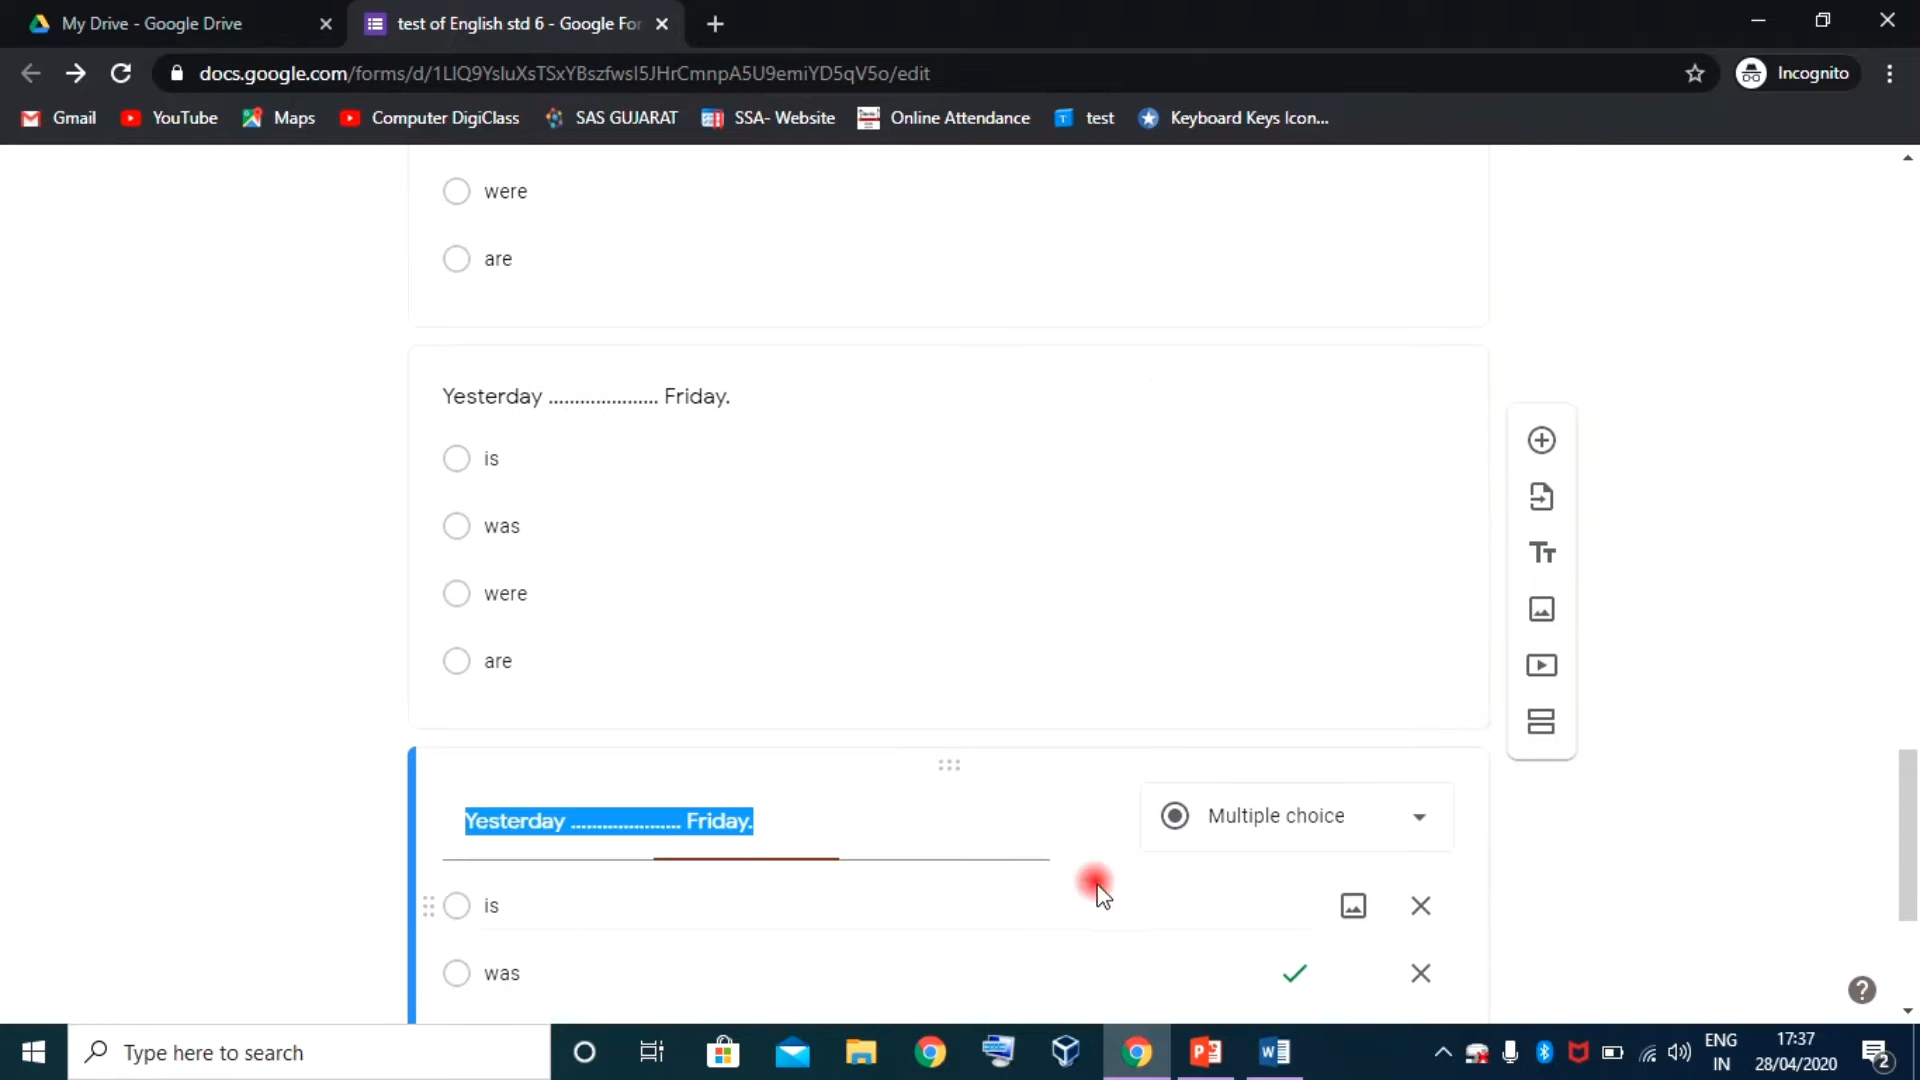 My Drive - Google Drive
test of English std 6 - Google For
docs.google.com/forms/d/1LlQ9YsluXsTSxYBszfwsI5JHrCmnpA5U9emiYD5qV5o/edit
Incognito
Gmail
YouTube
Maps
Computer DigiClass
SAS GUJARAT
SSA- Website
Online Attendance
test
Keyboard Keys Icon...
were
are
Yesterday ..................... Friday.
is
was
were
are
Yesterday ..................... Friday.
Multiple choice
is
was
Type here to search
ENG
IN
17:37
28/04/2020
2